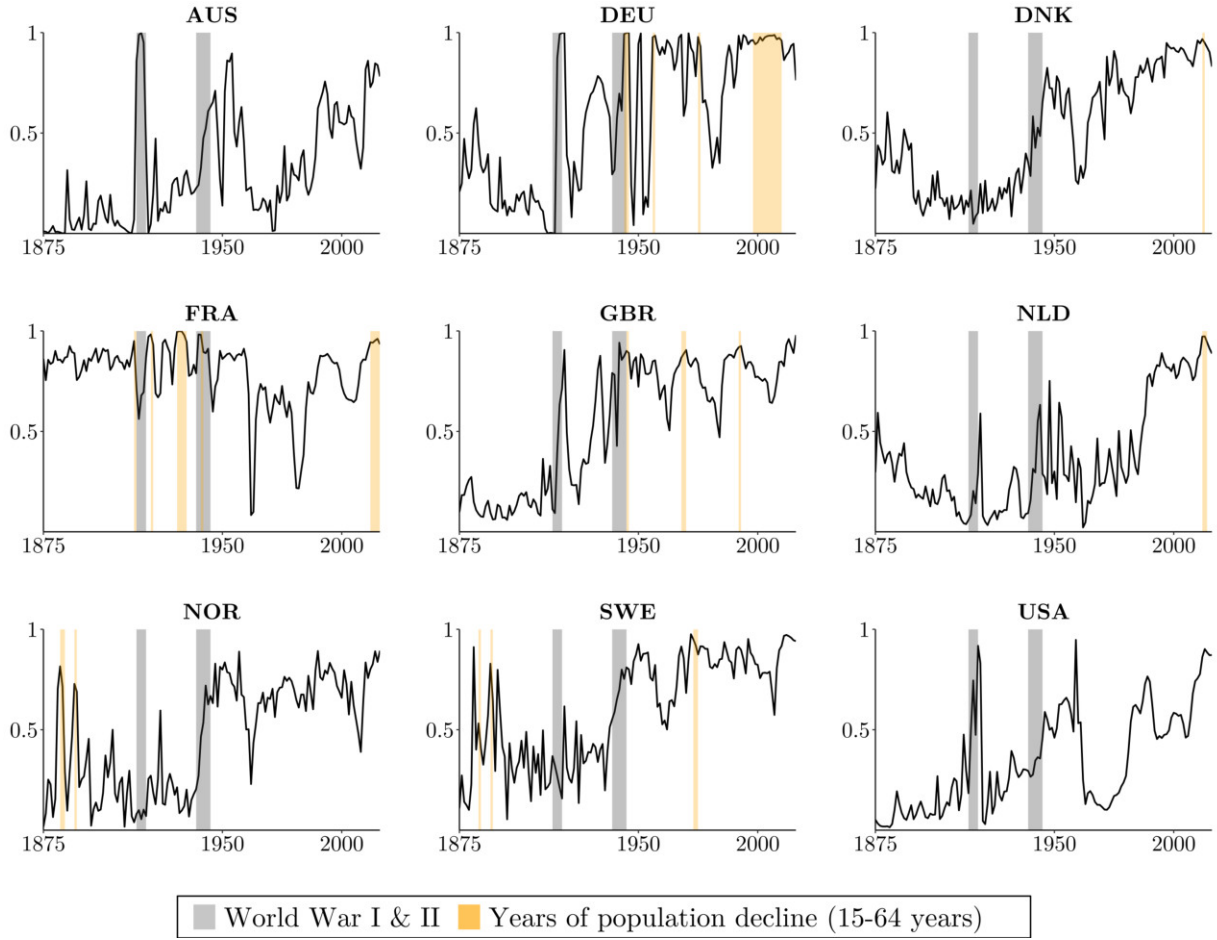 AUS DEU DNK
1 1 1
0.5 0.5 0.5
1875 1950 2000 1875 1950 2000 1875 1950 2000
FRA GBR NLD
1 1 1
0.5 0.5 0.5
1875 1950 2000 1875 1950 2000 1875 1950 2000
NOR SWE USA
1 1 1
0.5 0.5 0.5
1875 1950 2000 1875 1950 2000 1875 1950 2000
World War I & II Years of population decline (15-64 years)